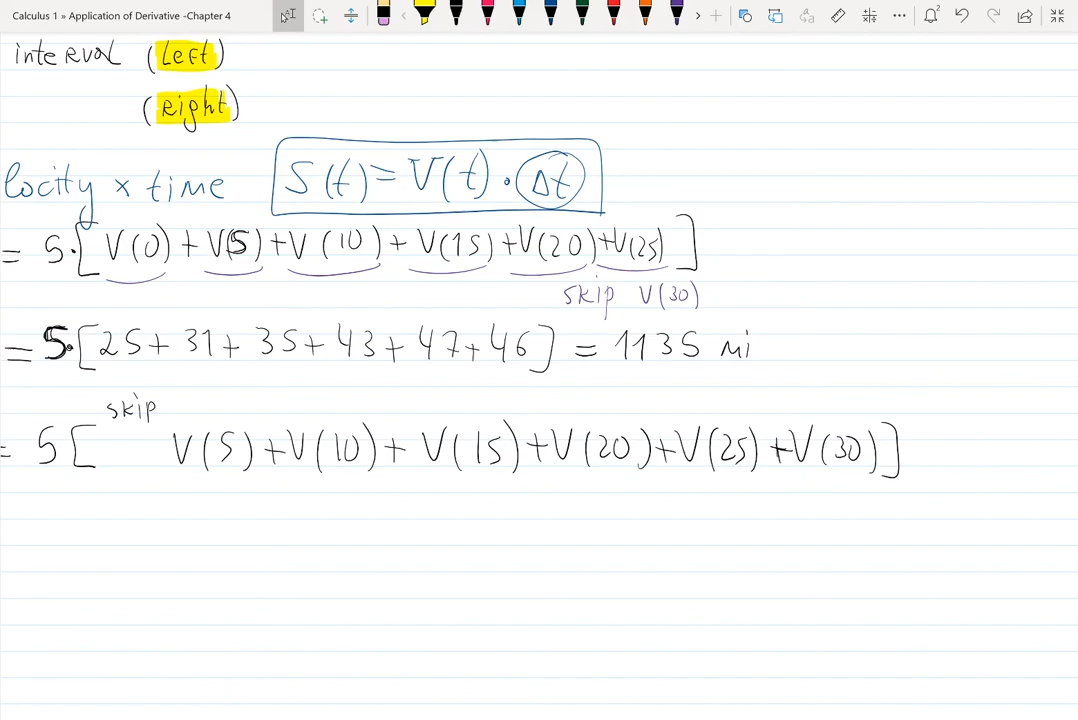 Calculus 1 » Application of Derivative -Chapter 4
interval (Left)
(Right)
locity x time S(t) = V(t) · Δt
= 5·[V(0) + V(5) + V(10) + V(15) + V(20) + V(25)]
skip V(30)
= 5·[25 + 31 + 35 + 43 + 47 + 46] = 1135 mi
skip
= 5[V(5) + V(10) + V(15) + V(20) + V(25) + V(30)]